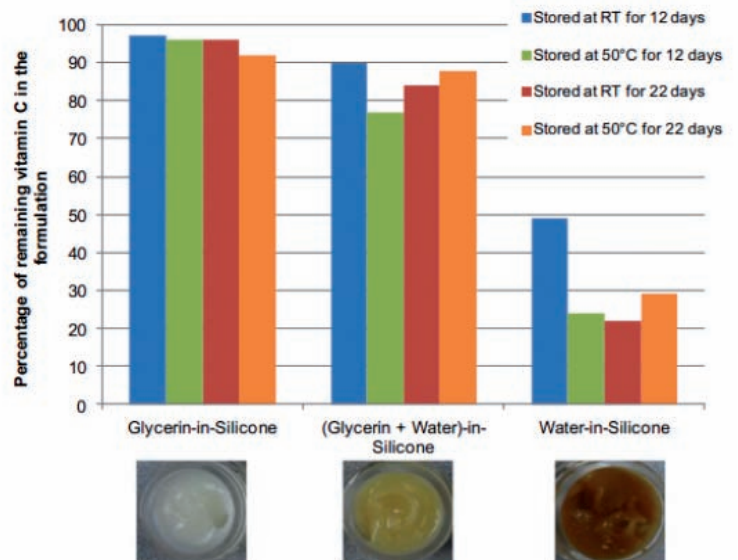 Percentage of remaining vitamin C in the
formulation
100
90
80
70
60
50
40
30
20
10
0
Stored at RT for 12 days
Stored at 50°C for 12 days
Stored at RT for 22 days
Stored at 50°C for 22 days
Glycerin-in-Silicone
(Glycerin + Water)-in-
Silicone
Water-in-Silicone